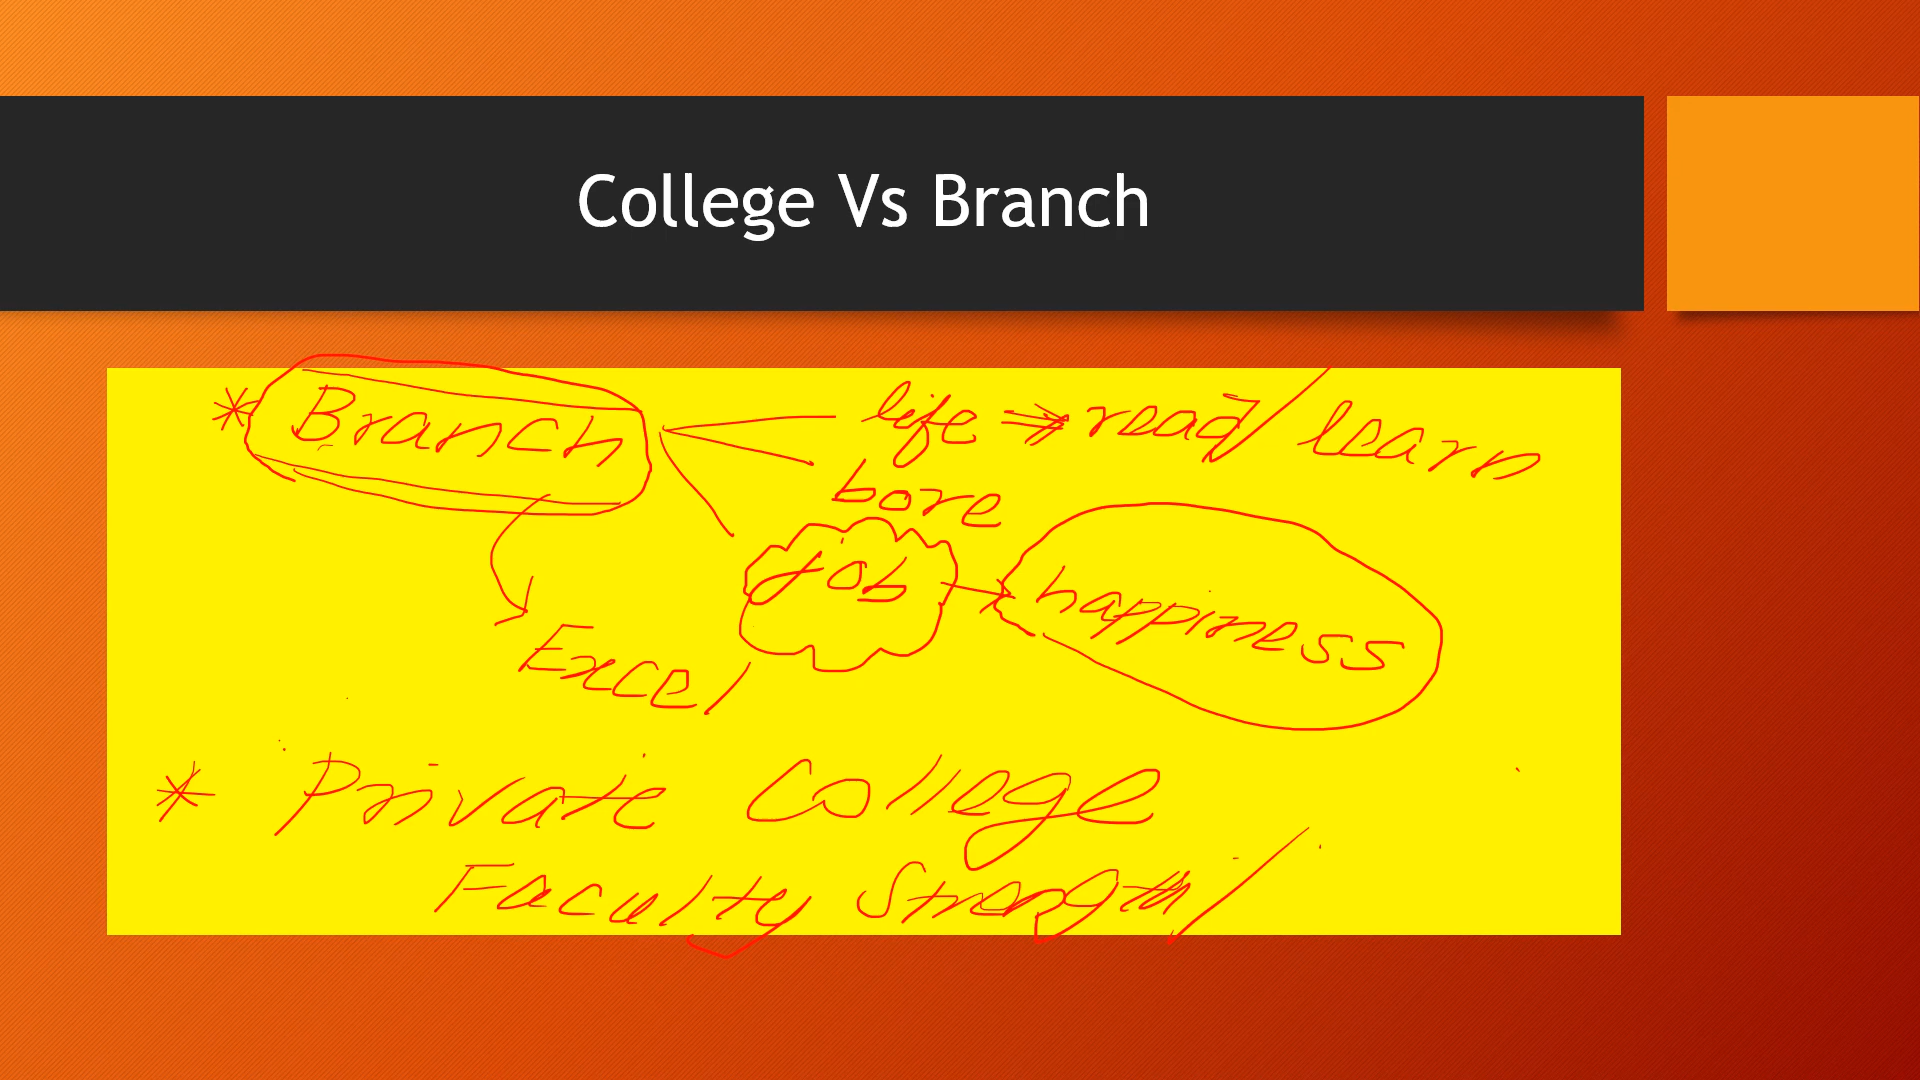 College Vs Branch
* Branch life ⇒ read/learn
bore
job → happiness
Excel
* Private College
Faculty Strength/